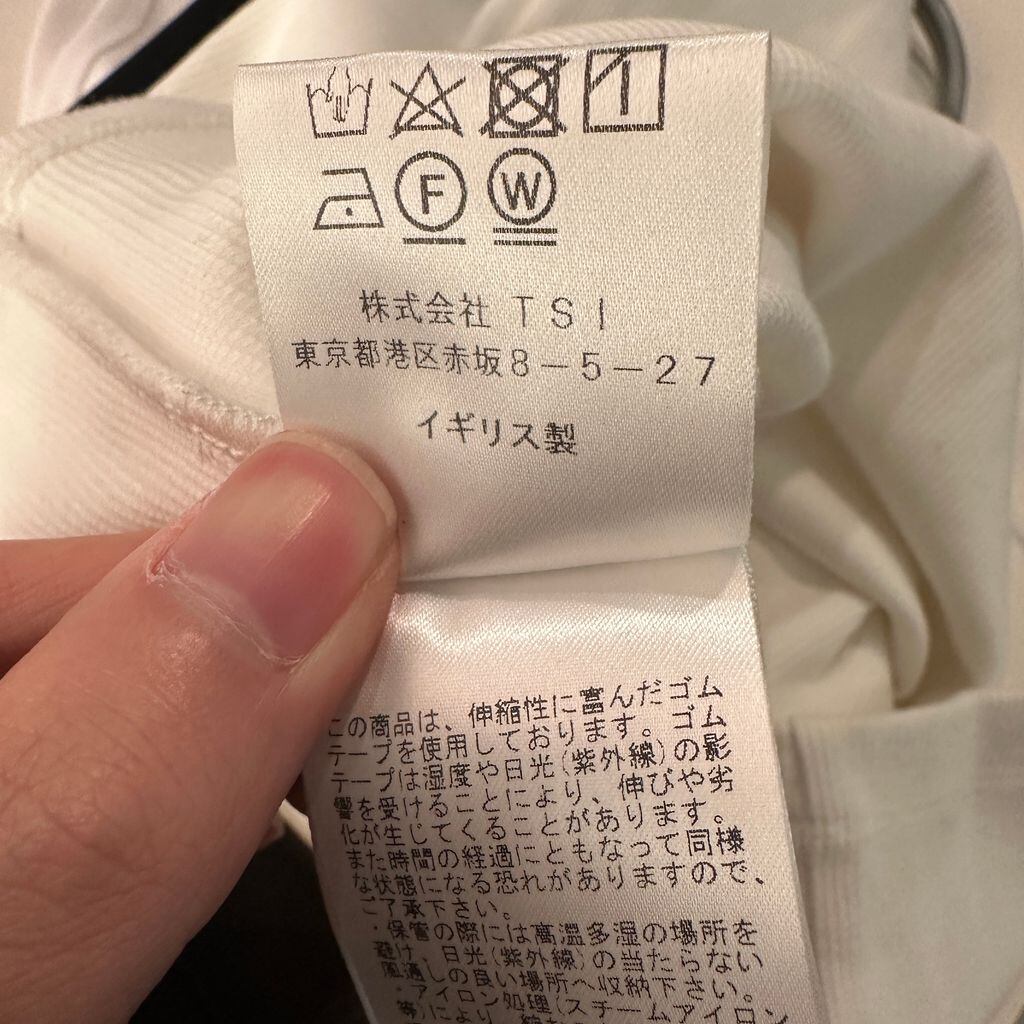 F W
株式会社 TSI
東京都港区赤坂8-5-27
イギリス製
この商品は、伸縮性に富んだゴム
テープを使用しております。ゴム
テープは湿度や日光(紫外線)の影
響を受けることにより、伸びや劣
化が生じてくることがあります。
また時間の経過にともなって同様
な状態になる恐れがありますので、
ご了承下さい。
・保管の際には高温多湿の場所を
避け、日光(紫外線)の当たらない
風通しの良い場所へ収納下さい。
・アイロン処理(スチームアイロン
等)により、縮